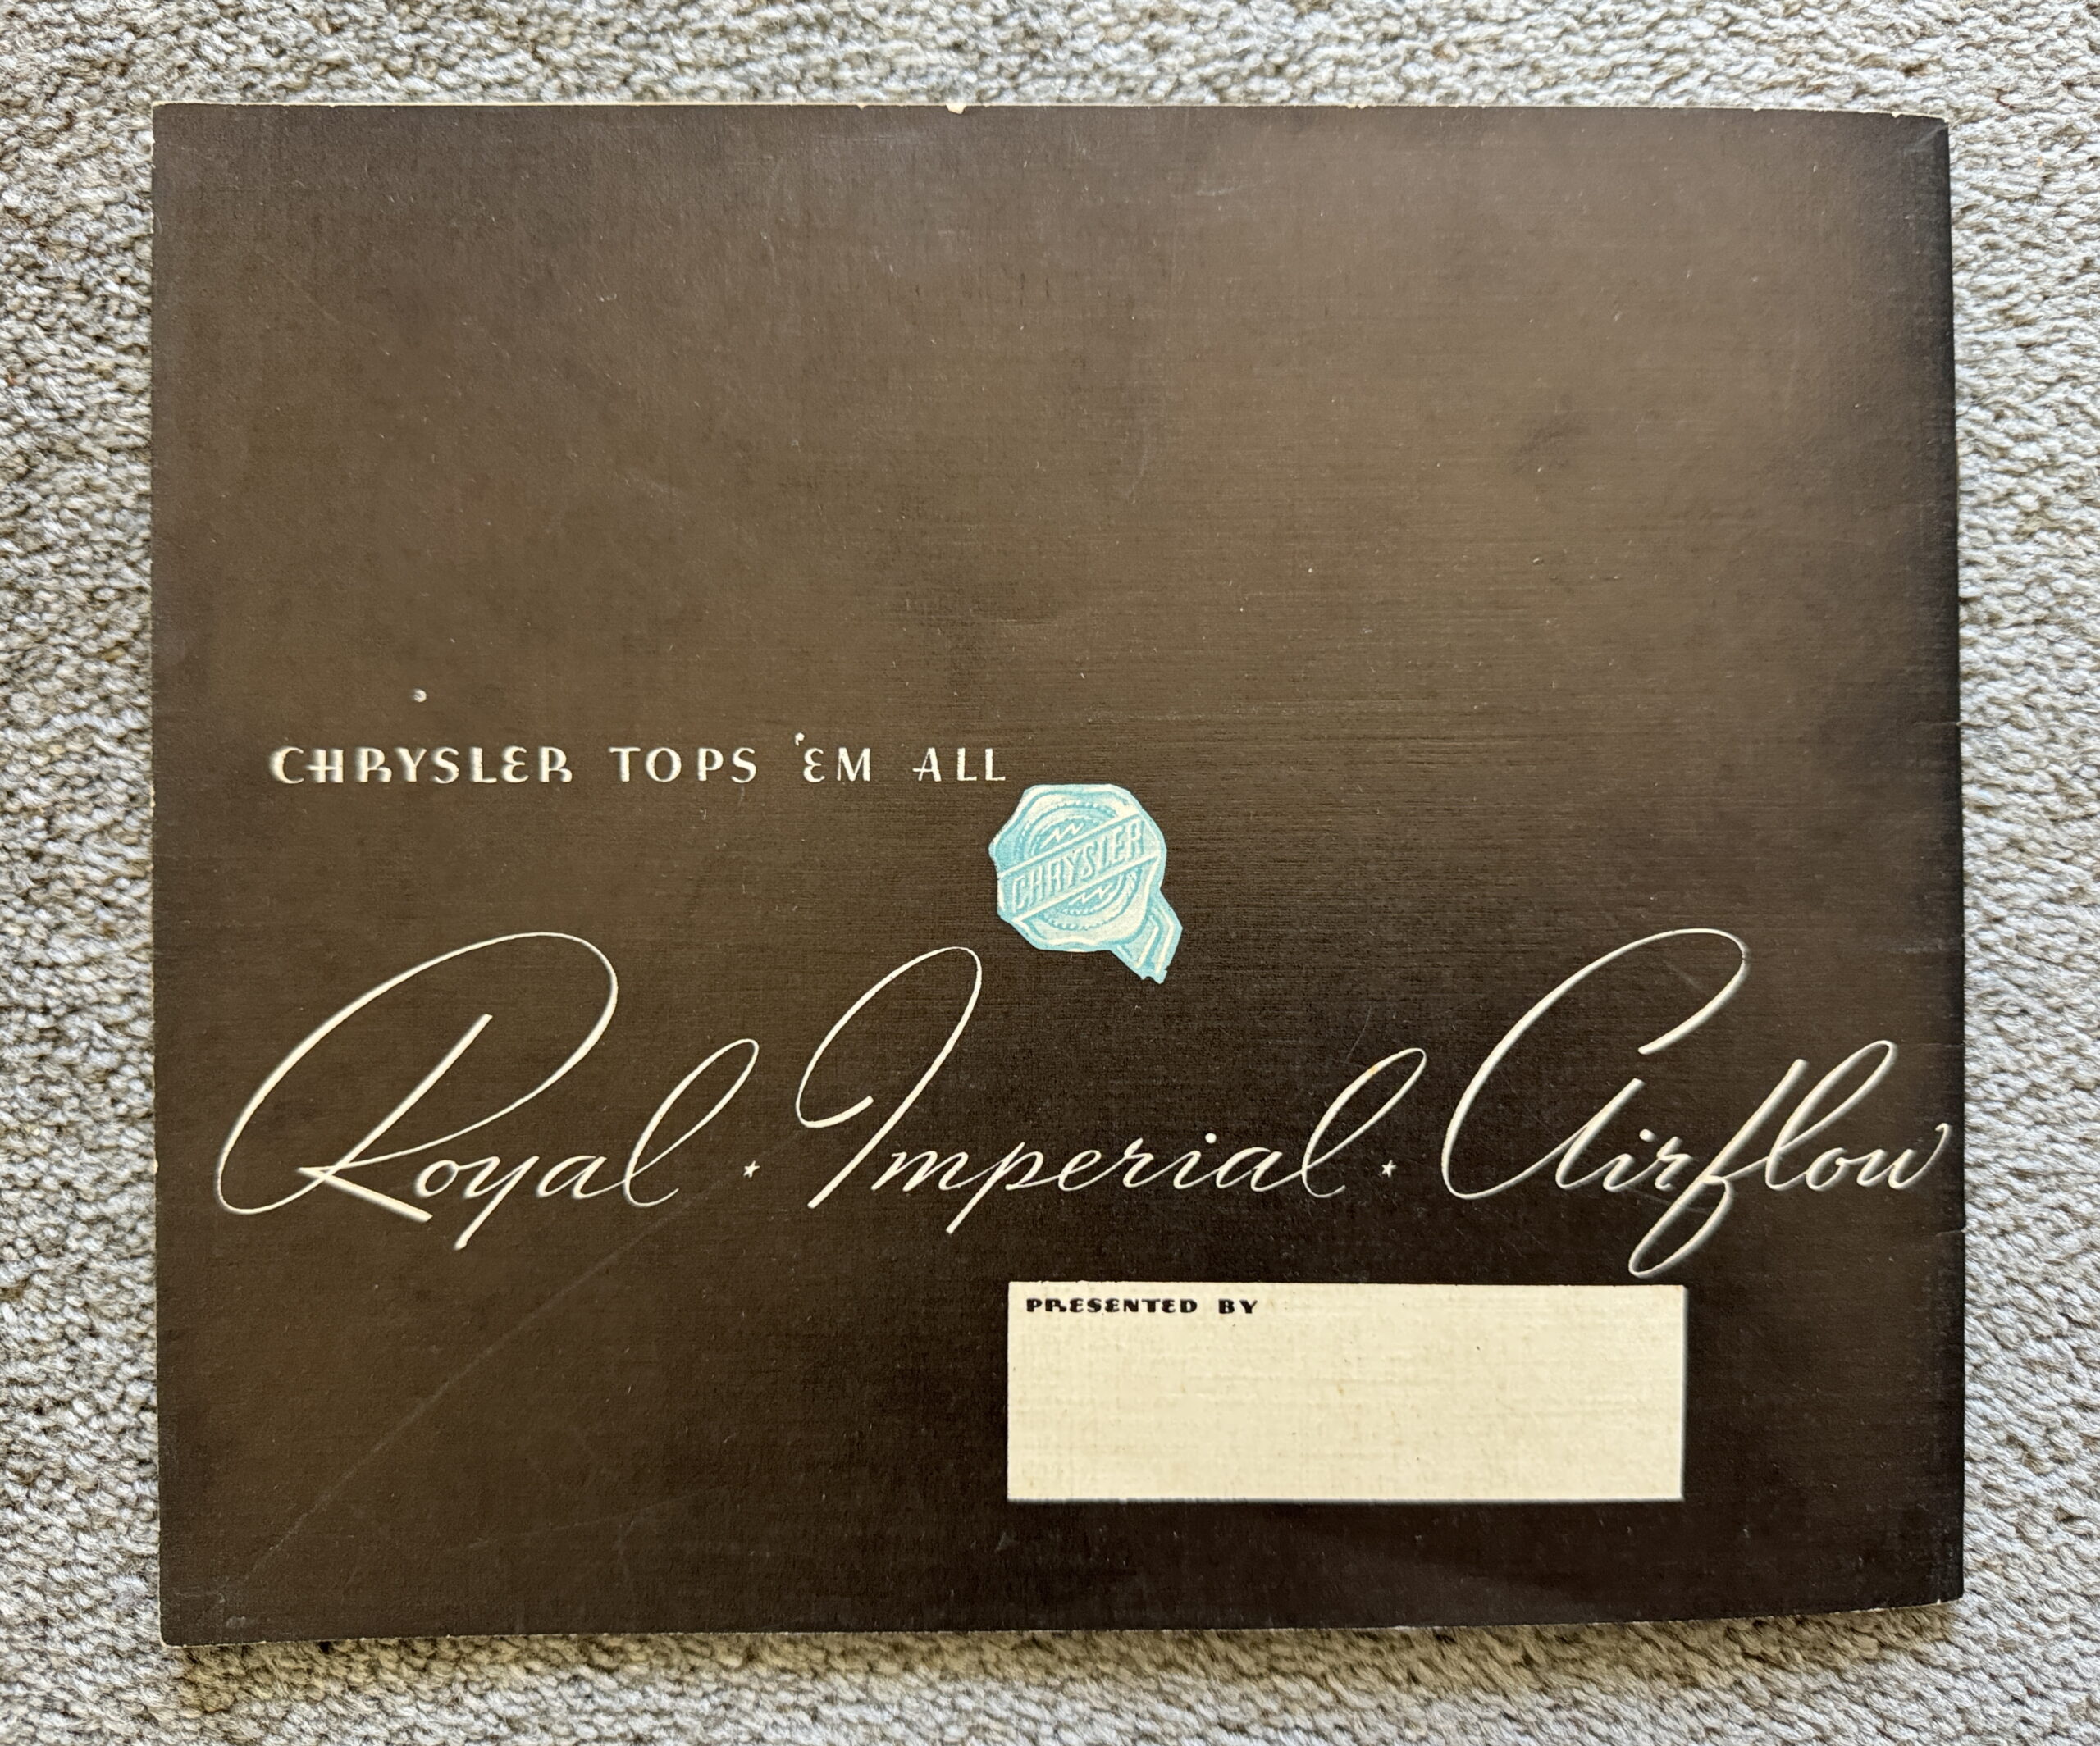 CHRYSLER TOPS 'EM ALL
CHRYSLER
Royal ⋆ Imperial ⋆ Airflow
PRESENTED BY